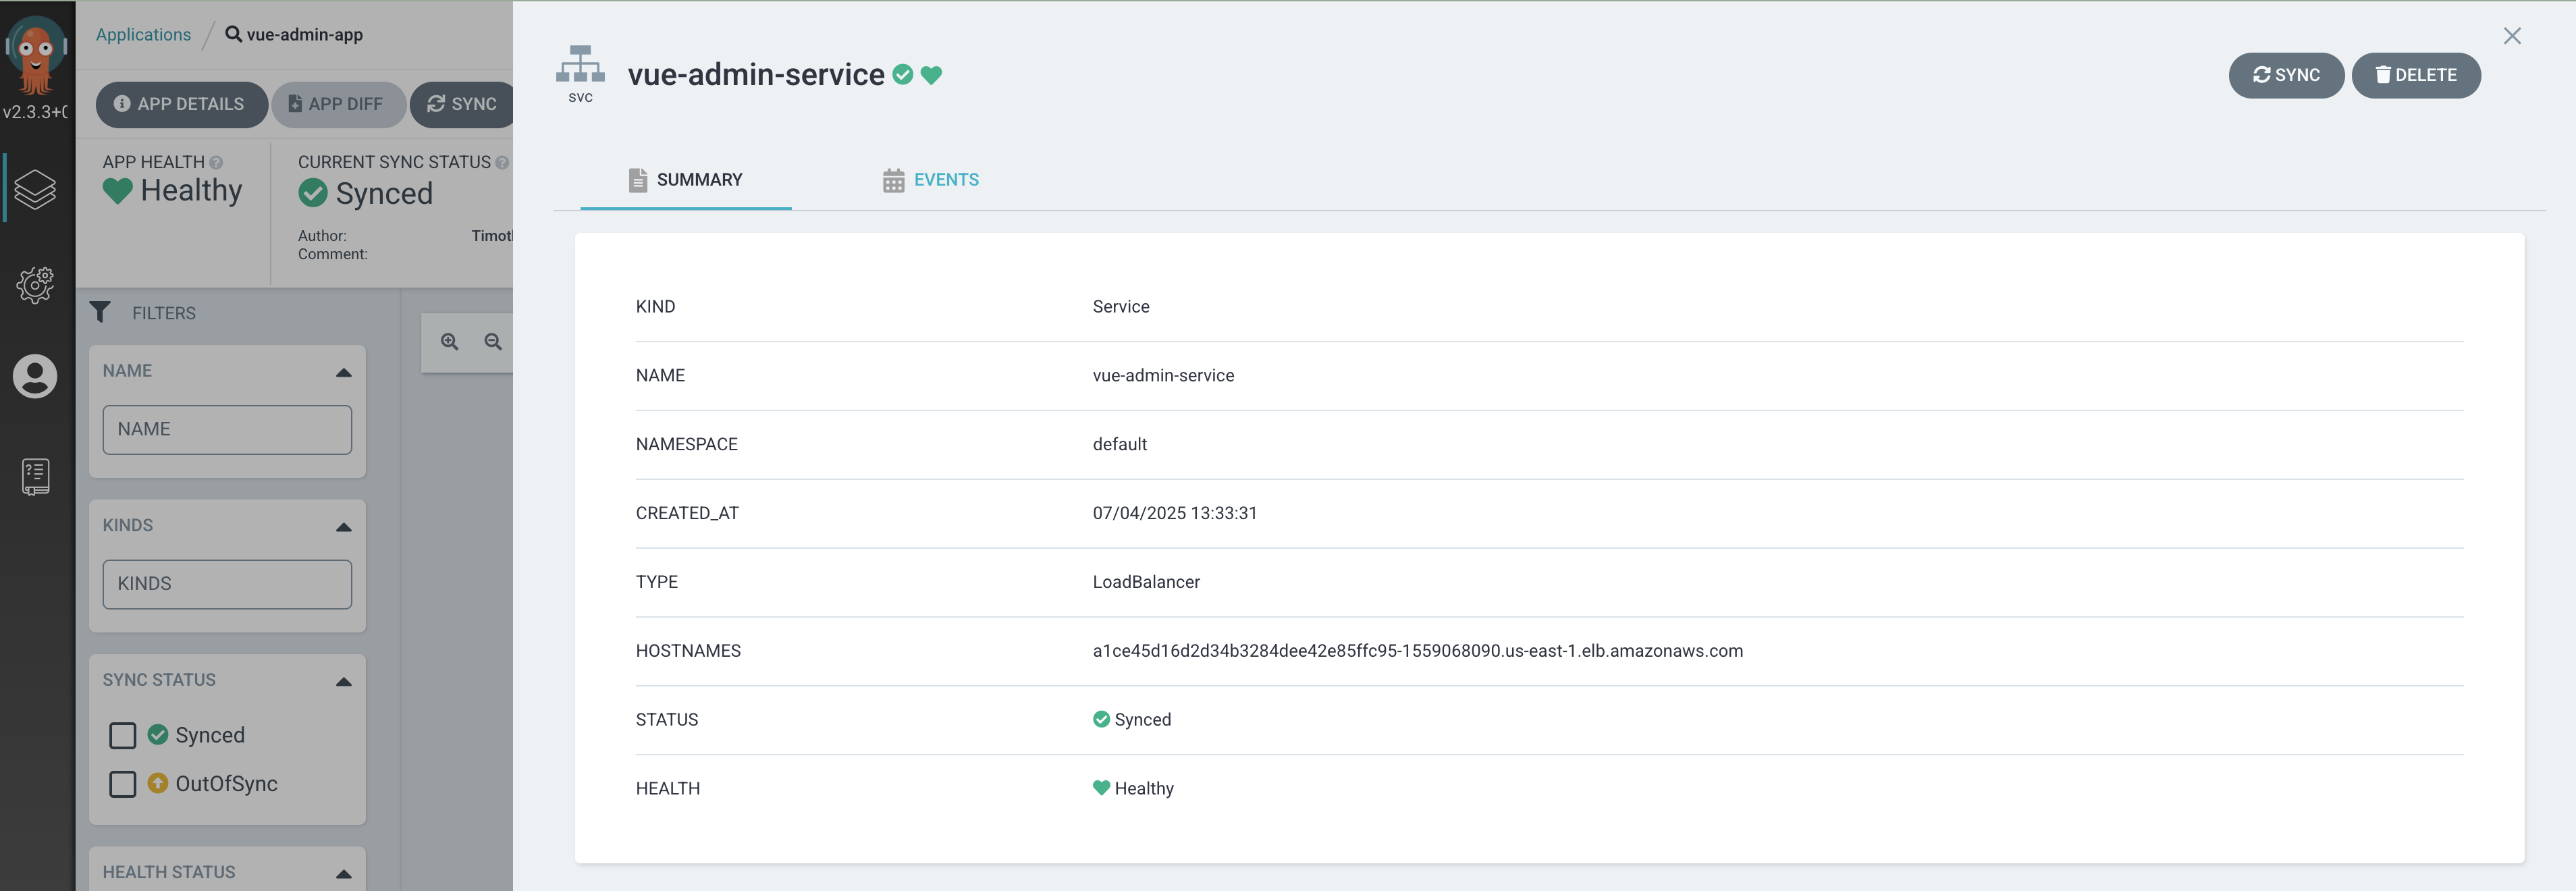 Applications / vue-admin-app
v2.3.3+
APP DETAILS
APP DIFF
SYNC
APP HEALTH
Healthy
CURRENT SYNC STATUS
Synced
Author:
Comment:
FILTERS
NAME
NAME
KINDS
KINDS
SYNC STATUS
Synced
OutOfSync
HEALTH STATUS
svc
vue-admin-service
SYNC
DELETE
SUMMARY
EVENTS
KIND Service
NAME vue-admin-service
NAMESPACE default
CREATED_AT 07/04/2025 13:33:31
TYPE LoadBalancer
HOSTNAMES a1ce45d16d2d34b3284dee42e85ffc95-1559068090.us-east-1.elb.amazonaws.com
STATUS Synced
HEALTH Healthy